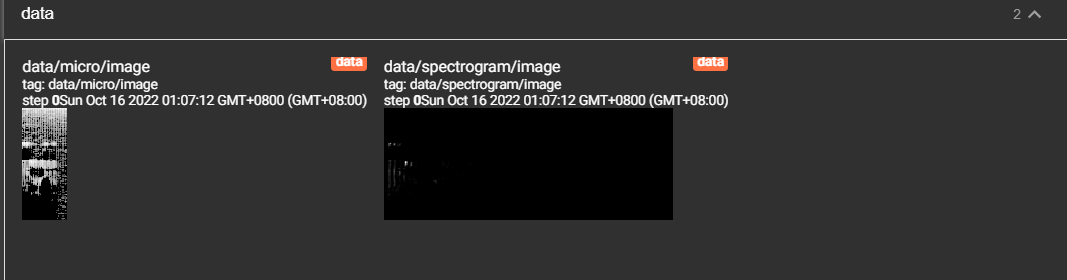 data 2
data/micro/image data
tag: data/micro/image
step 0Sun Oct 16 2022 01:07:12 GMT+0800 (GMT+08:00)
data/spectrogram/image data
tag: data/spectrogram/image
step 0Sun Oct 16 2022 01:07:12 GMT+0800 (GMT+08:00)